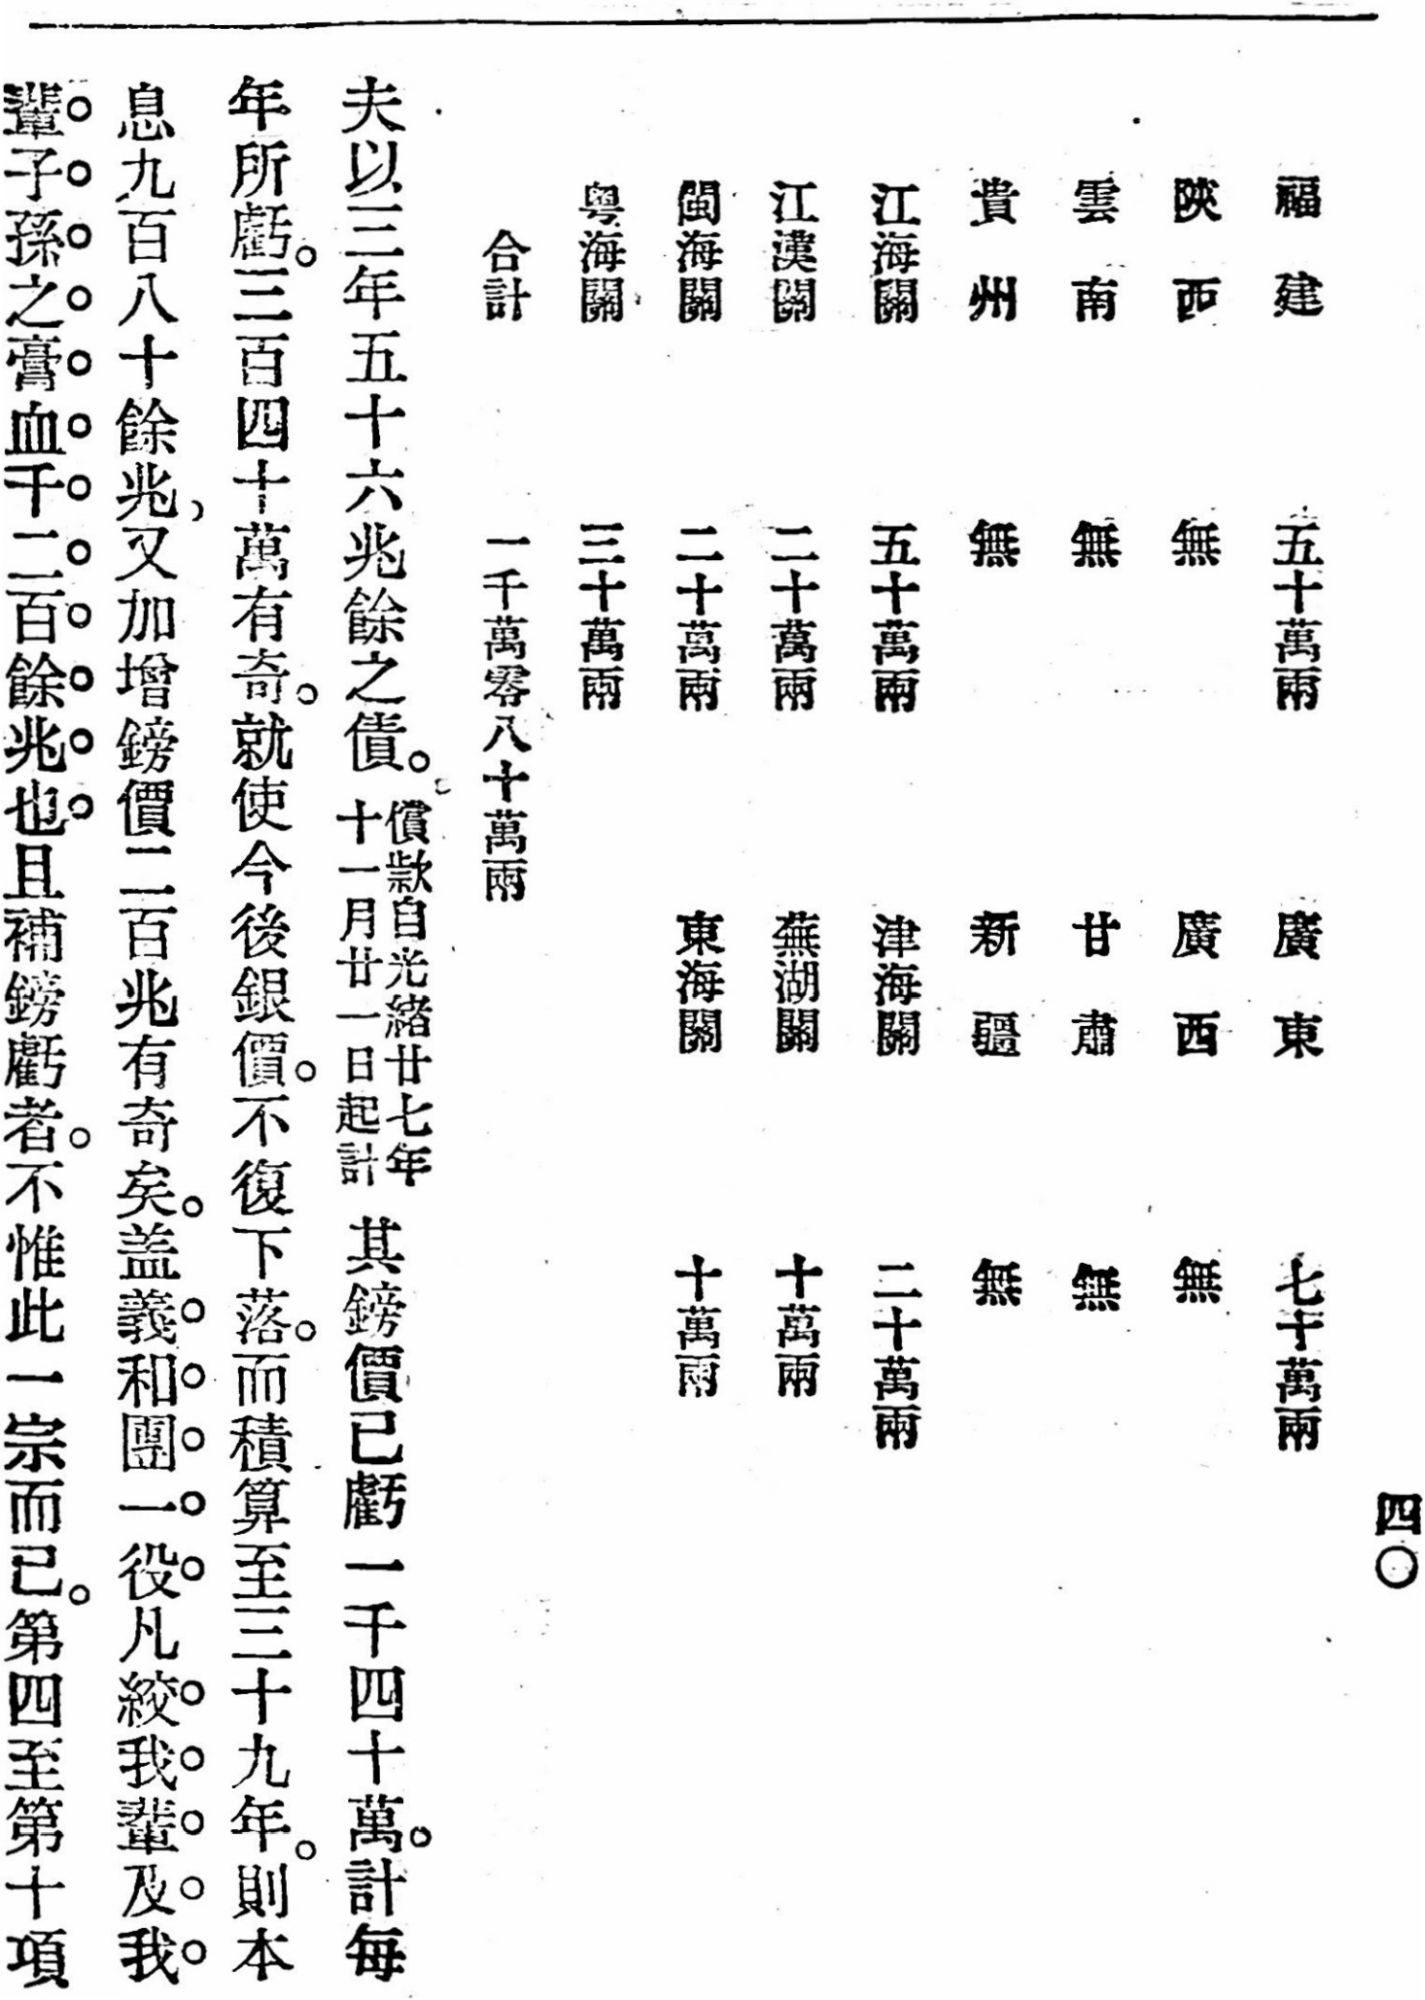 四〇
福建　五十萬兩　廣東　七十萬兩
陝西　無　廣西　無
雲南　無　甘肅　無
貴州　無　新疆　無
江海關　五十萬兩　津海關　二十萬兩
江漢關　二十萬兩　蕪湖關　十萬兩
閩海關　二十萬兩　東海關　十萬兩
粵海關　三十萬兩
合計　一千萬零八十萬兩
夫以三年五十六兆餘之債。償款自光緒廿七年十一月廿一日起計其鎊價已虧一千四十萬。計每
年所虧。三百四十萬有奇。就使今後銀價。不復下落。而積算至三十九年。則本
息九百八十餘兆、又加增鎊價二百兆有奇矣。盖義和團一役凡絞我輩及我
輩子孫之膏血千二百餘兆也。且補鎊虧者。不惟此一宗而已。第四至第十項